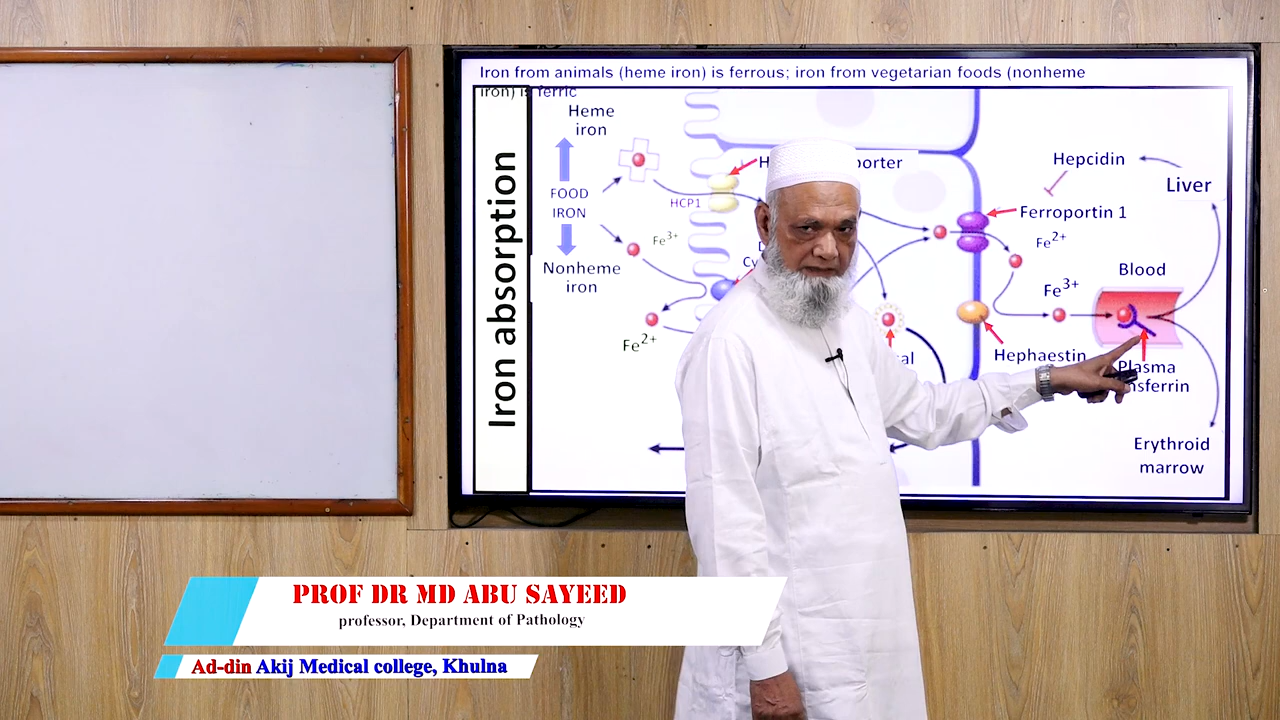 Iron from animals (heme iron) is ferrous; iron from vegetarian foods (nonheme
iron) is ferric
Iron absorption
Heme
iron
FOOD
IRON
Nonheme
iron
HCP1
Fe3+
Fe2+
Hepcidin
Liver
Ferroportin 1
Fe2+
Blood
Fe3+
Hephaestin
Plasma
Erythroid
marrow
PROF DR MD ABU SAYEED
professor, Department of Pathology
Ad-din Akij Medical college, Khulna